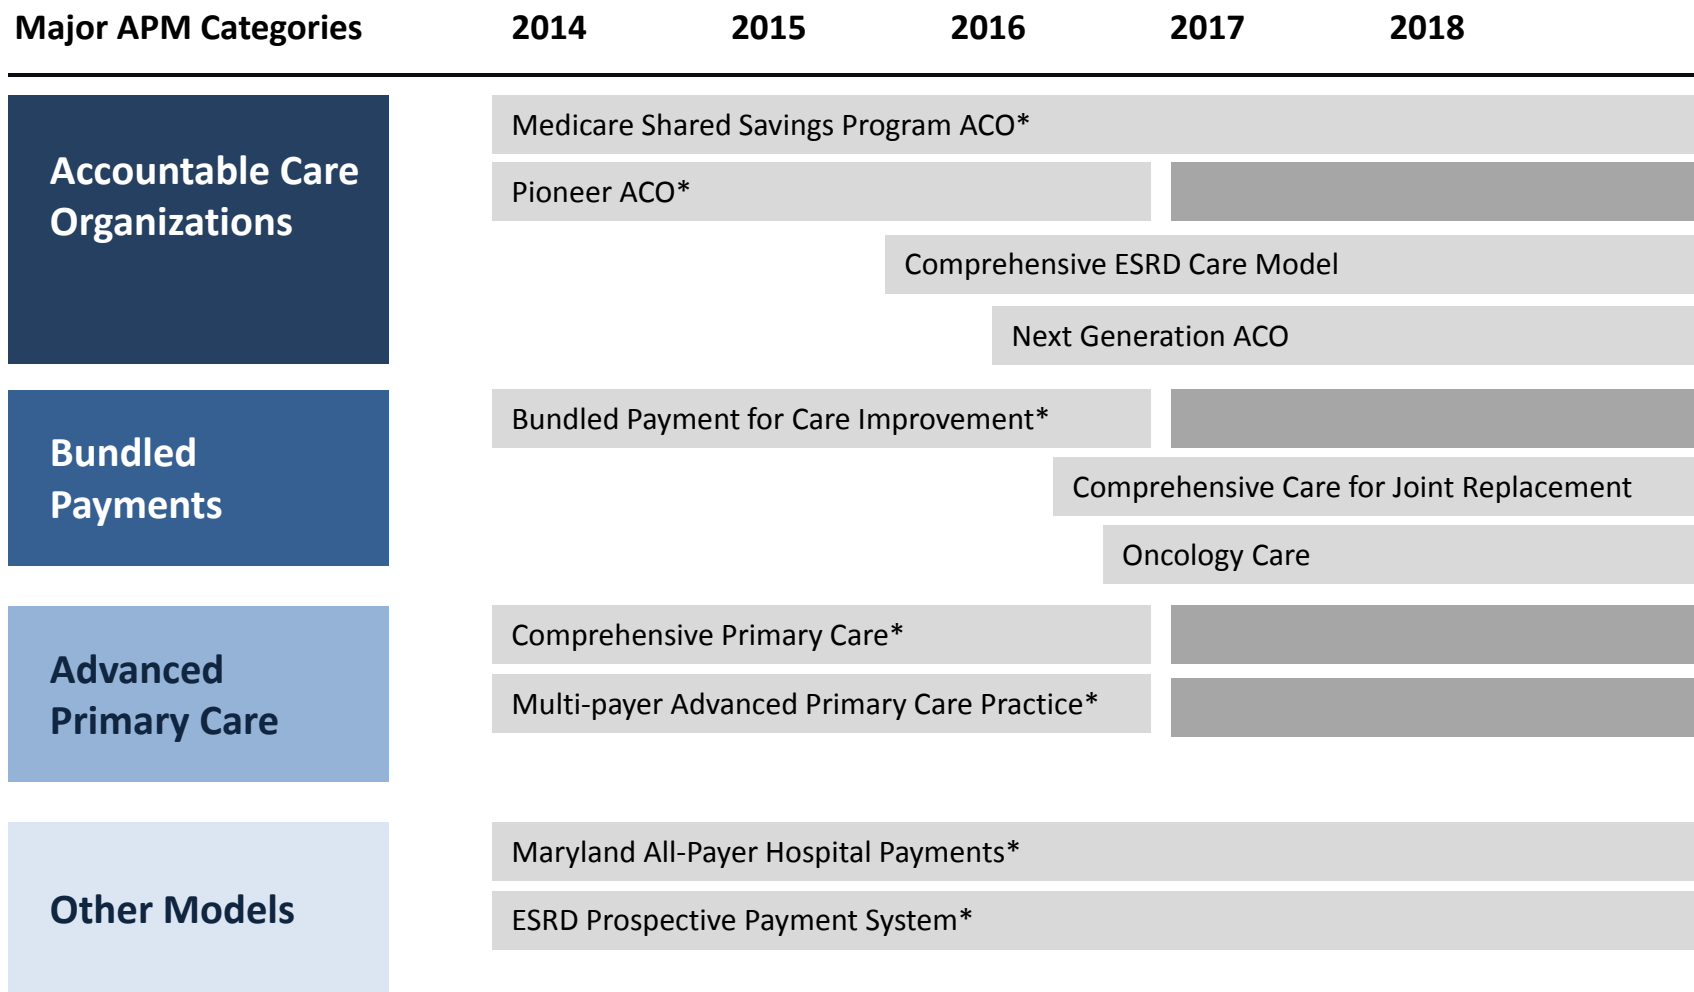 Major APM Categories 2014 2015 2016 2017 2018
Accountable Care
Organizations
Medicare Shared Savings Program ACO*
Pioneer ACO*
Comprehensive ESRD Care Model
Next Generation ACO
Bundled
Payments
Bundled Payment for Care Improvement*
Comprehensive Care for Joint Replacement
Oncology Care
Advanced
Primary Care
Comprehensive Primary Care*
Multi-payer Advanced Primary Care Practice*
Other Models
Maryland All-Payer Hospital Payments*
ESRD Prospective Payment System*